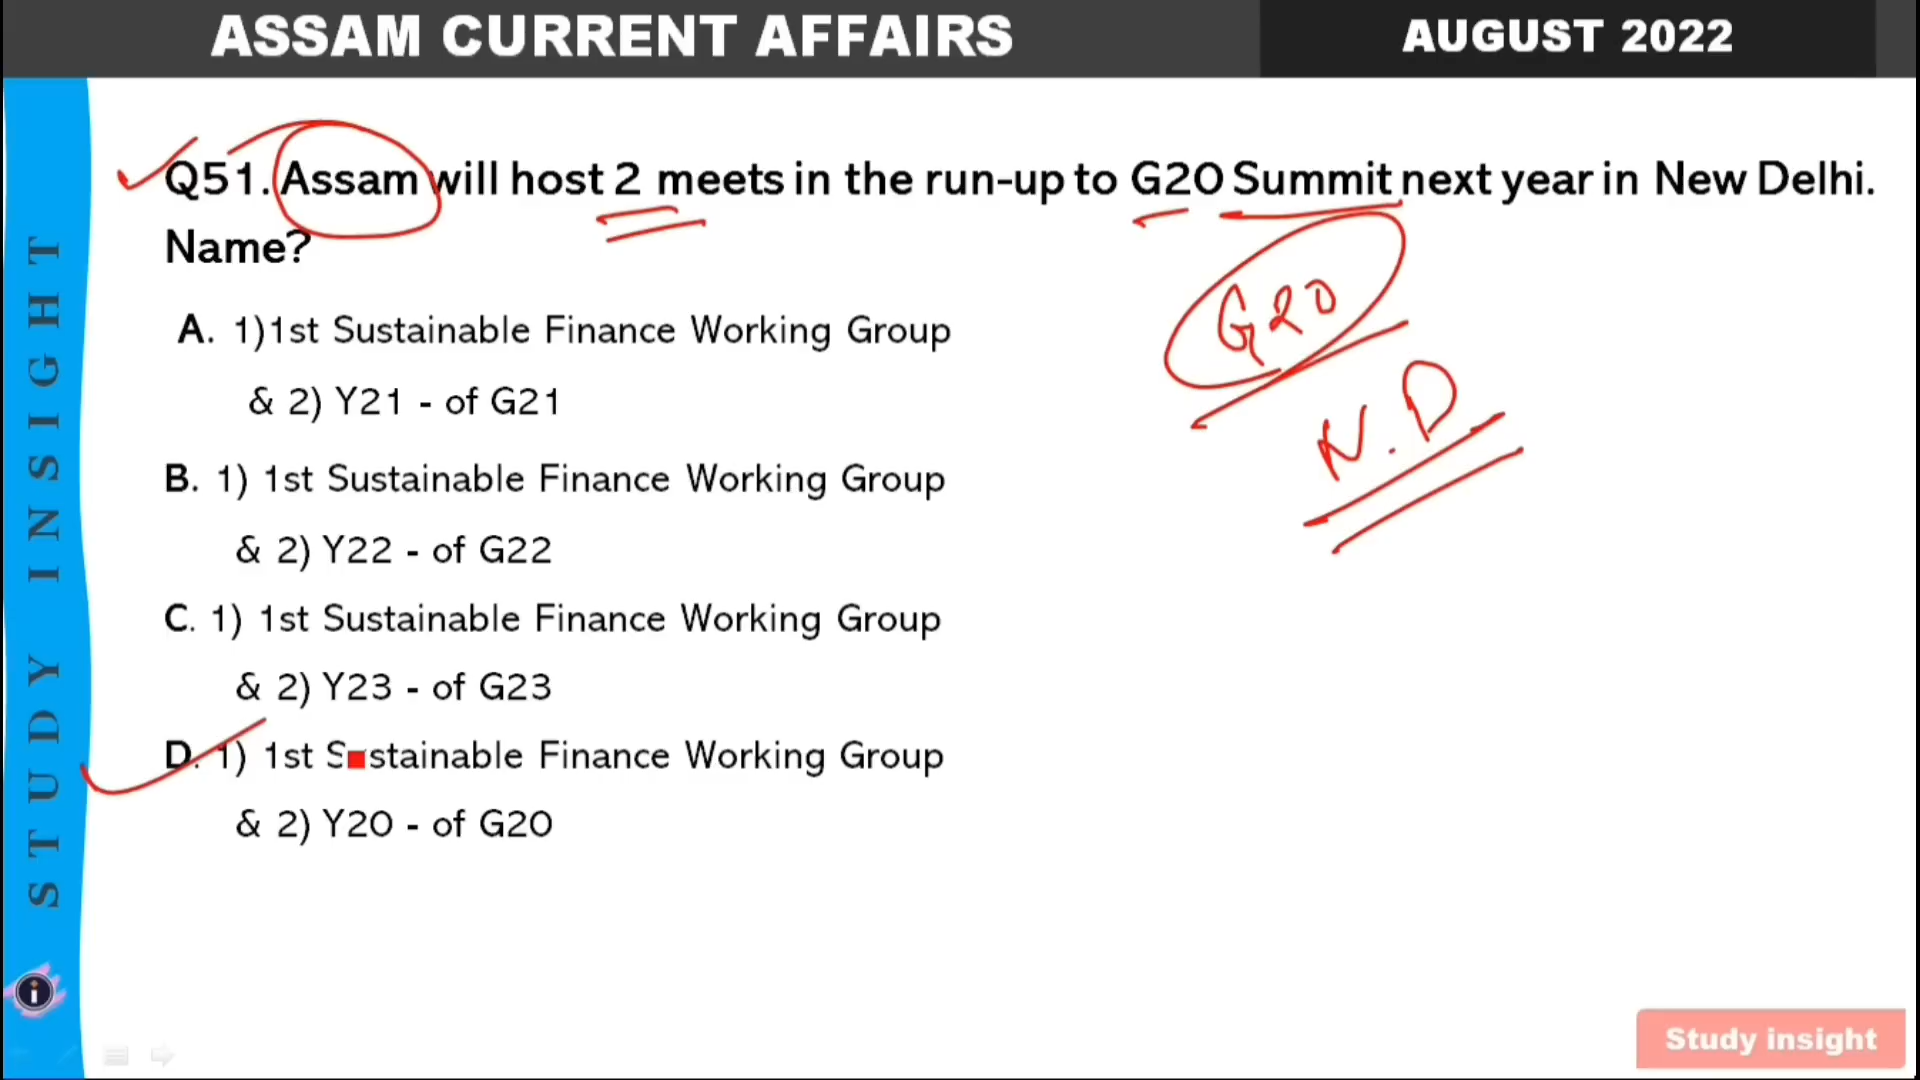 ASSAM CURRENT AFFAIRS
AUGUST 2022
Q51. Assam will host 2 meets in the run-up to G20 Summit next year in New Delhi.
Name?
G20
N.D
A. 1)1st Sustainable Finance Working Group
& 2) Y21 - of G21
B. 1) 1st Sustainable Finance Working Group
& 2) Y22 - of G22
C. 1) 1st Sustainable Finance Working Group
& 2) Y23 - of G23
D. 1) 1st Sustainable Finance Working Group
& 2) Y20 - of G20
STUDY INSIGHT
i
Study insight